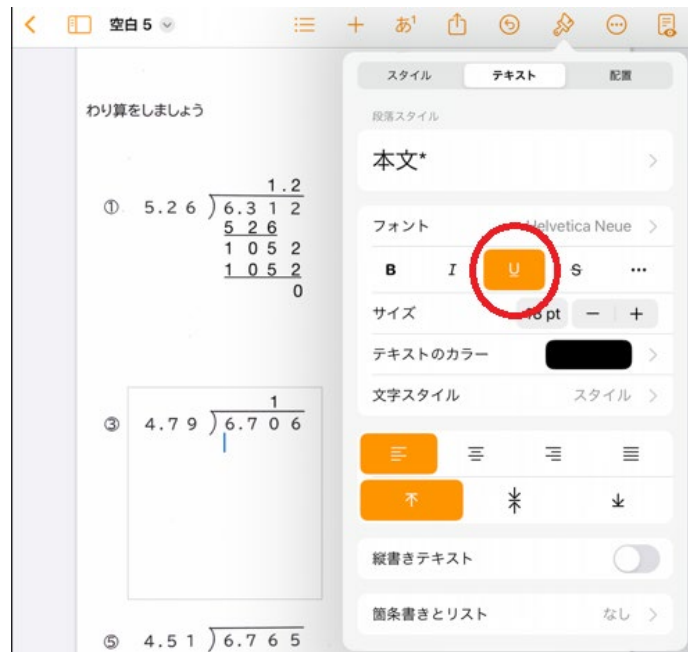 空白 5
あ¹
スタイル テキスト 配置
段落スタイル
本文*
フォント Helvetica Neue
B I U S
サイズ 18 pt − +
テキストのカラー
文字スタイル スタイル
縦書きテキスト
箇条書きとリスト なし
わり算をしましょう
1.2
① 5.26 ) 6.312
526
1052
1052
0
1
③ 4.79 ) 6.706
⑤ 4.51 ) 6.765